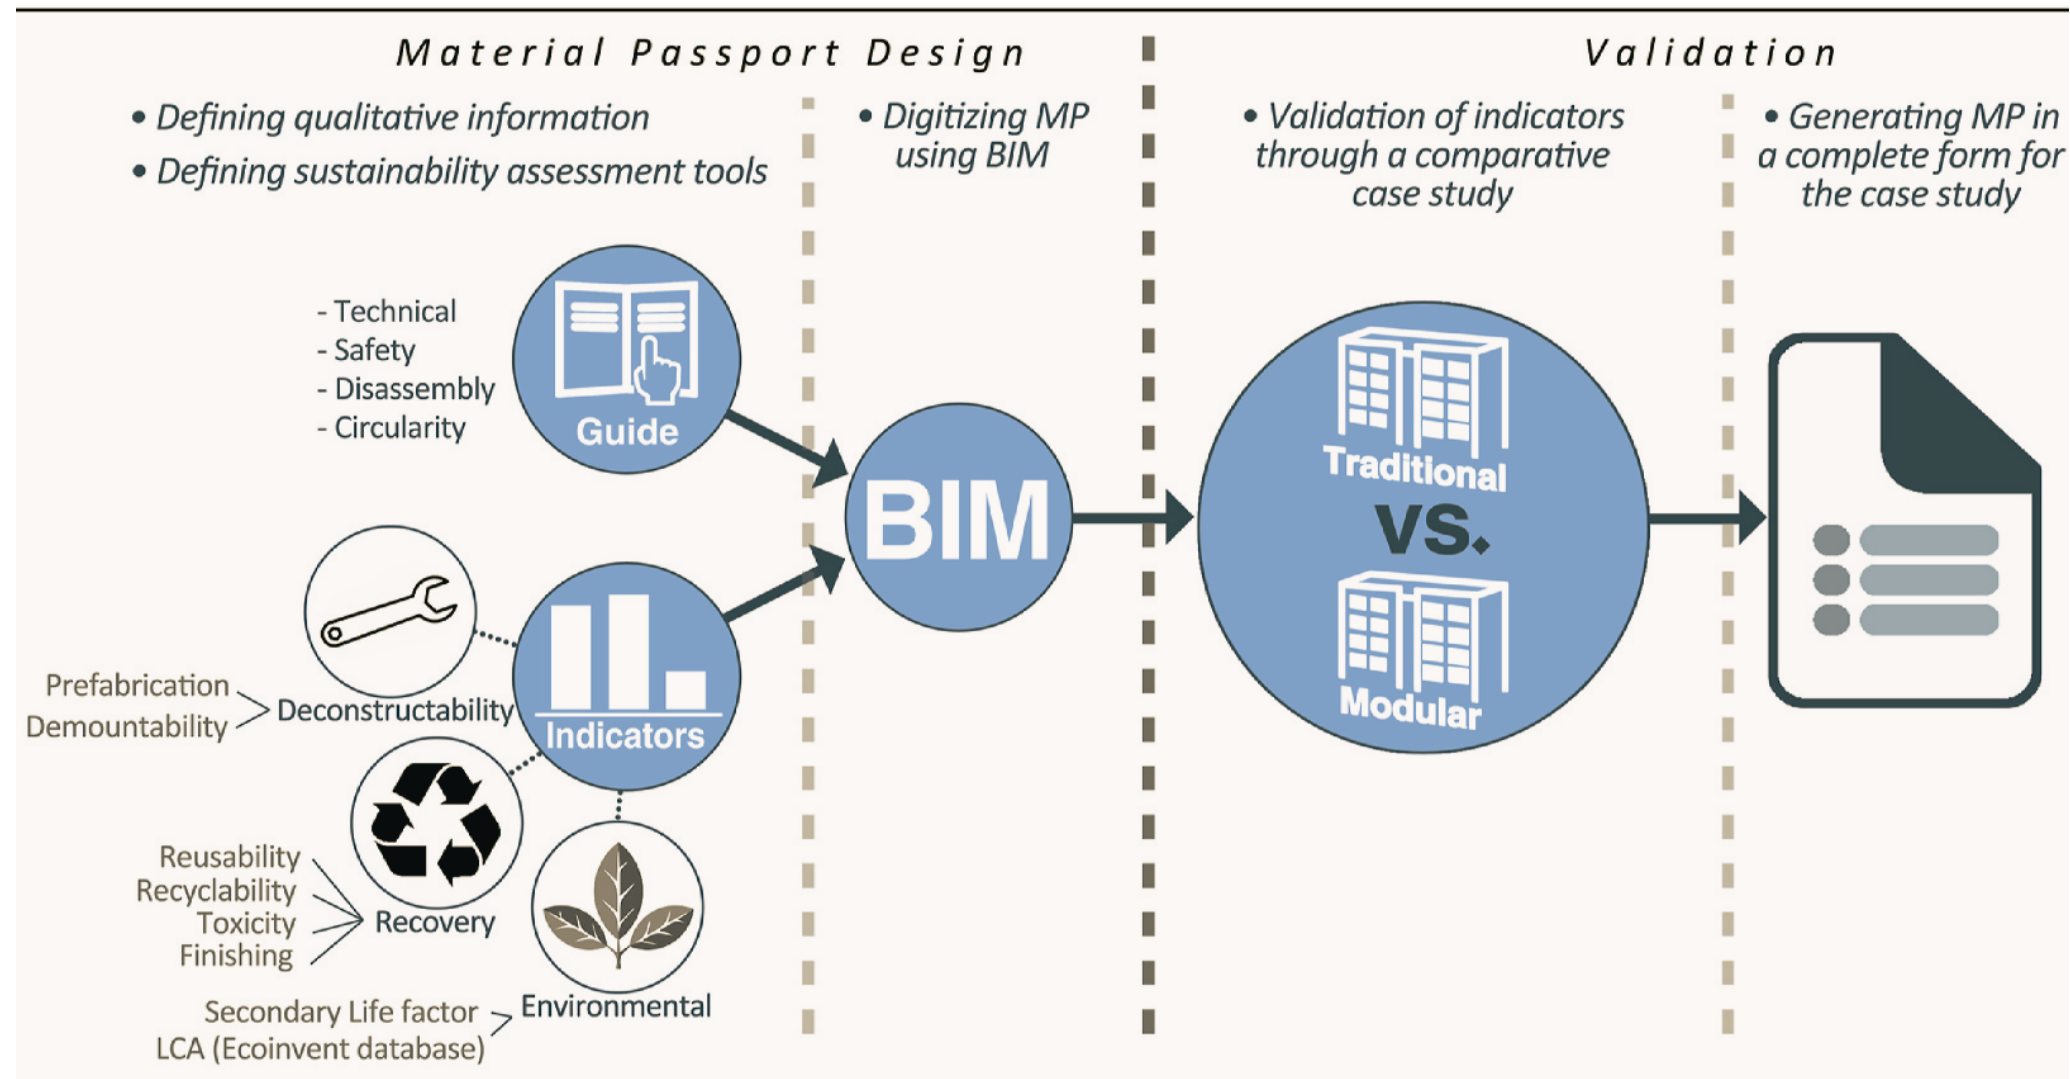 Material Passport Design
Validation
• Defining qualitative information
• Defining sustainability assessment tools
• Digitizing MP
using BIM
• Validation of indicators
through a comparative
case study
• Generating MP in
a complete form for
the case study
- Technical
- Safety
- Disassembly
- Circularity
Guide
BIM
Traditional
vs.
Modular
Indicators
Prefabrication
Demountability
Deconstructability
Reusability
Recyclability
Toxicity
Finishing
Recovery
Secondary Life factor
LCA (Ecoinvent database)
Environmental